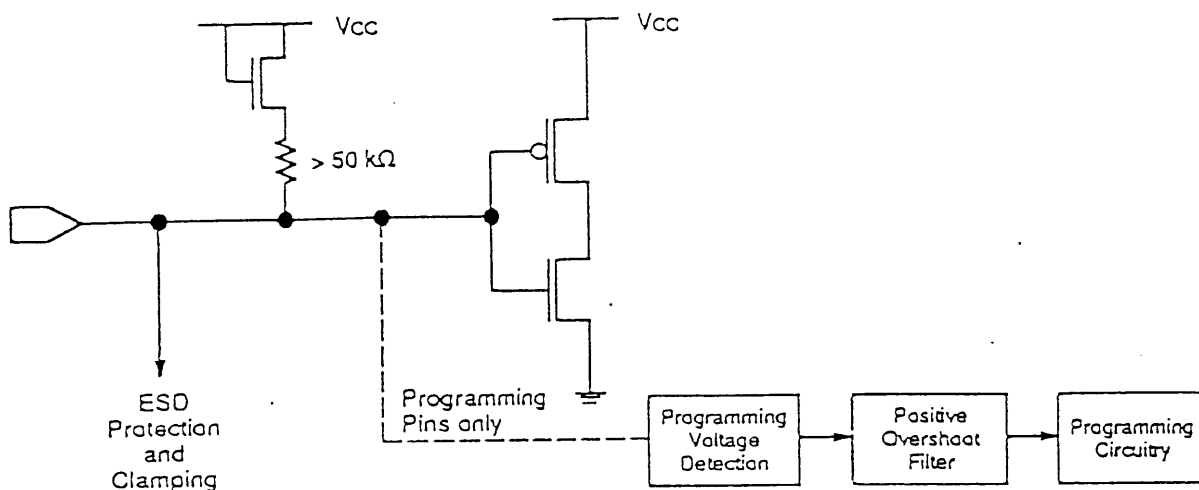 Vcc
Vcc
> 50 kΩ
ESD
Protection
and
Clamping
Programming
Pins only
Programming
Voltage
Detection
Positive
Overshoot
Filter
Programming
Circuitry